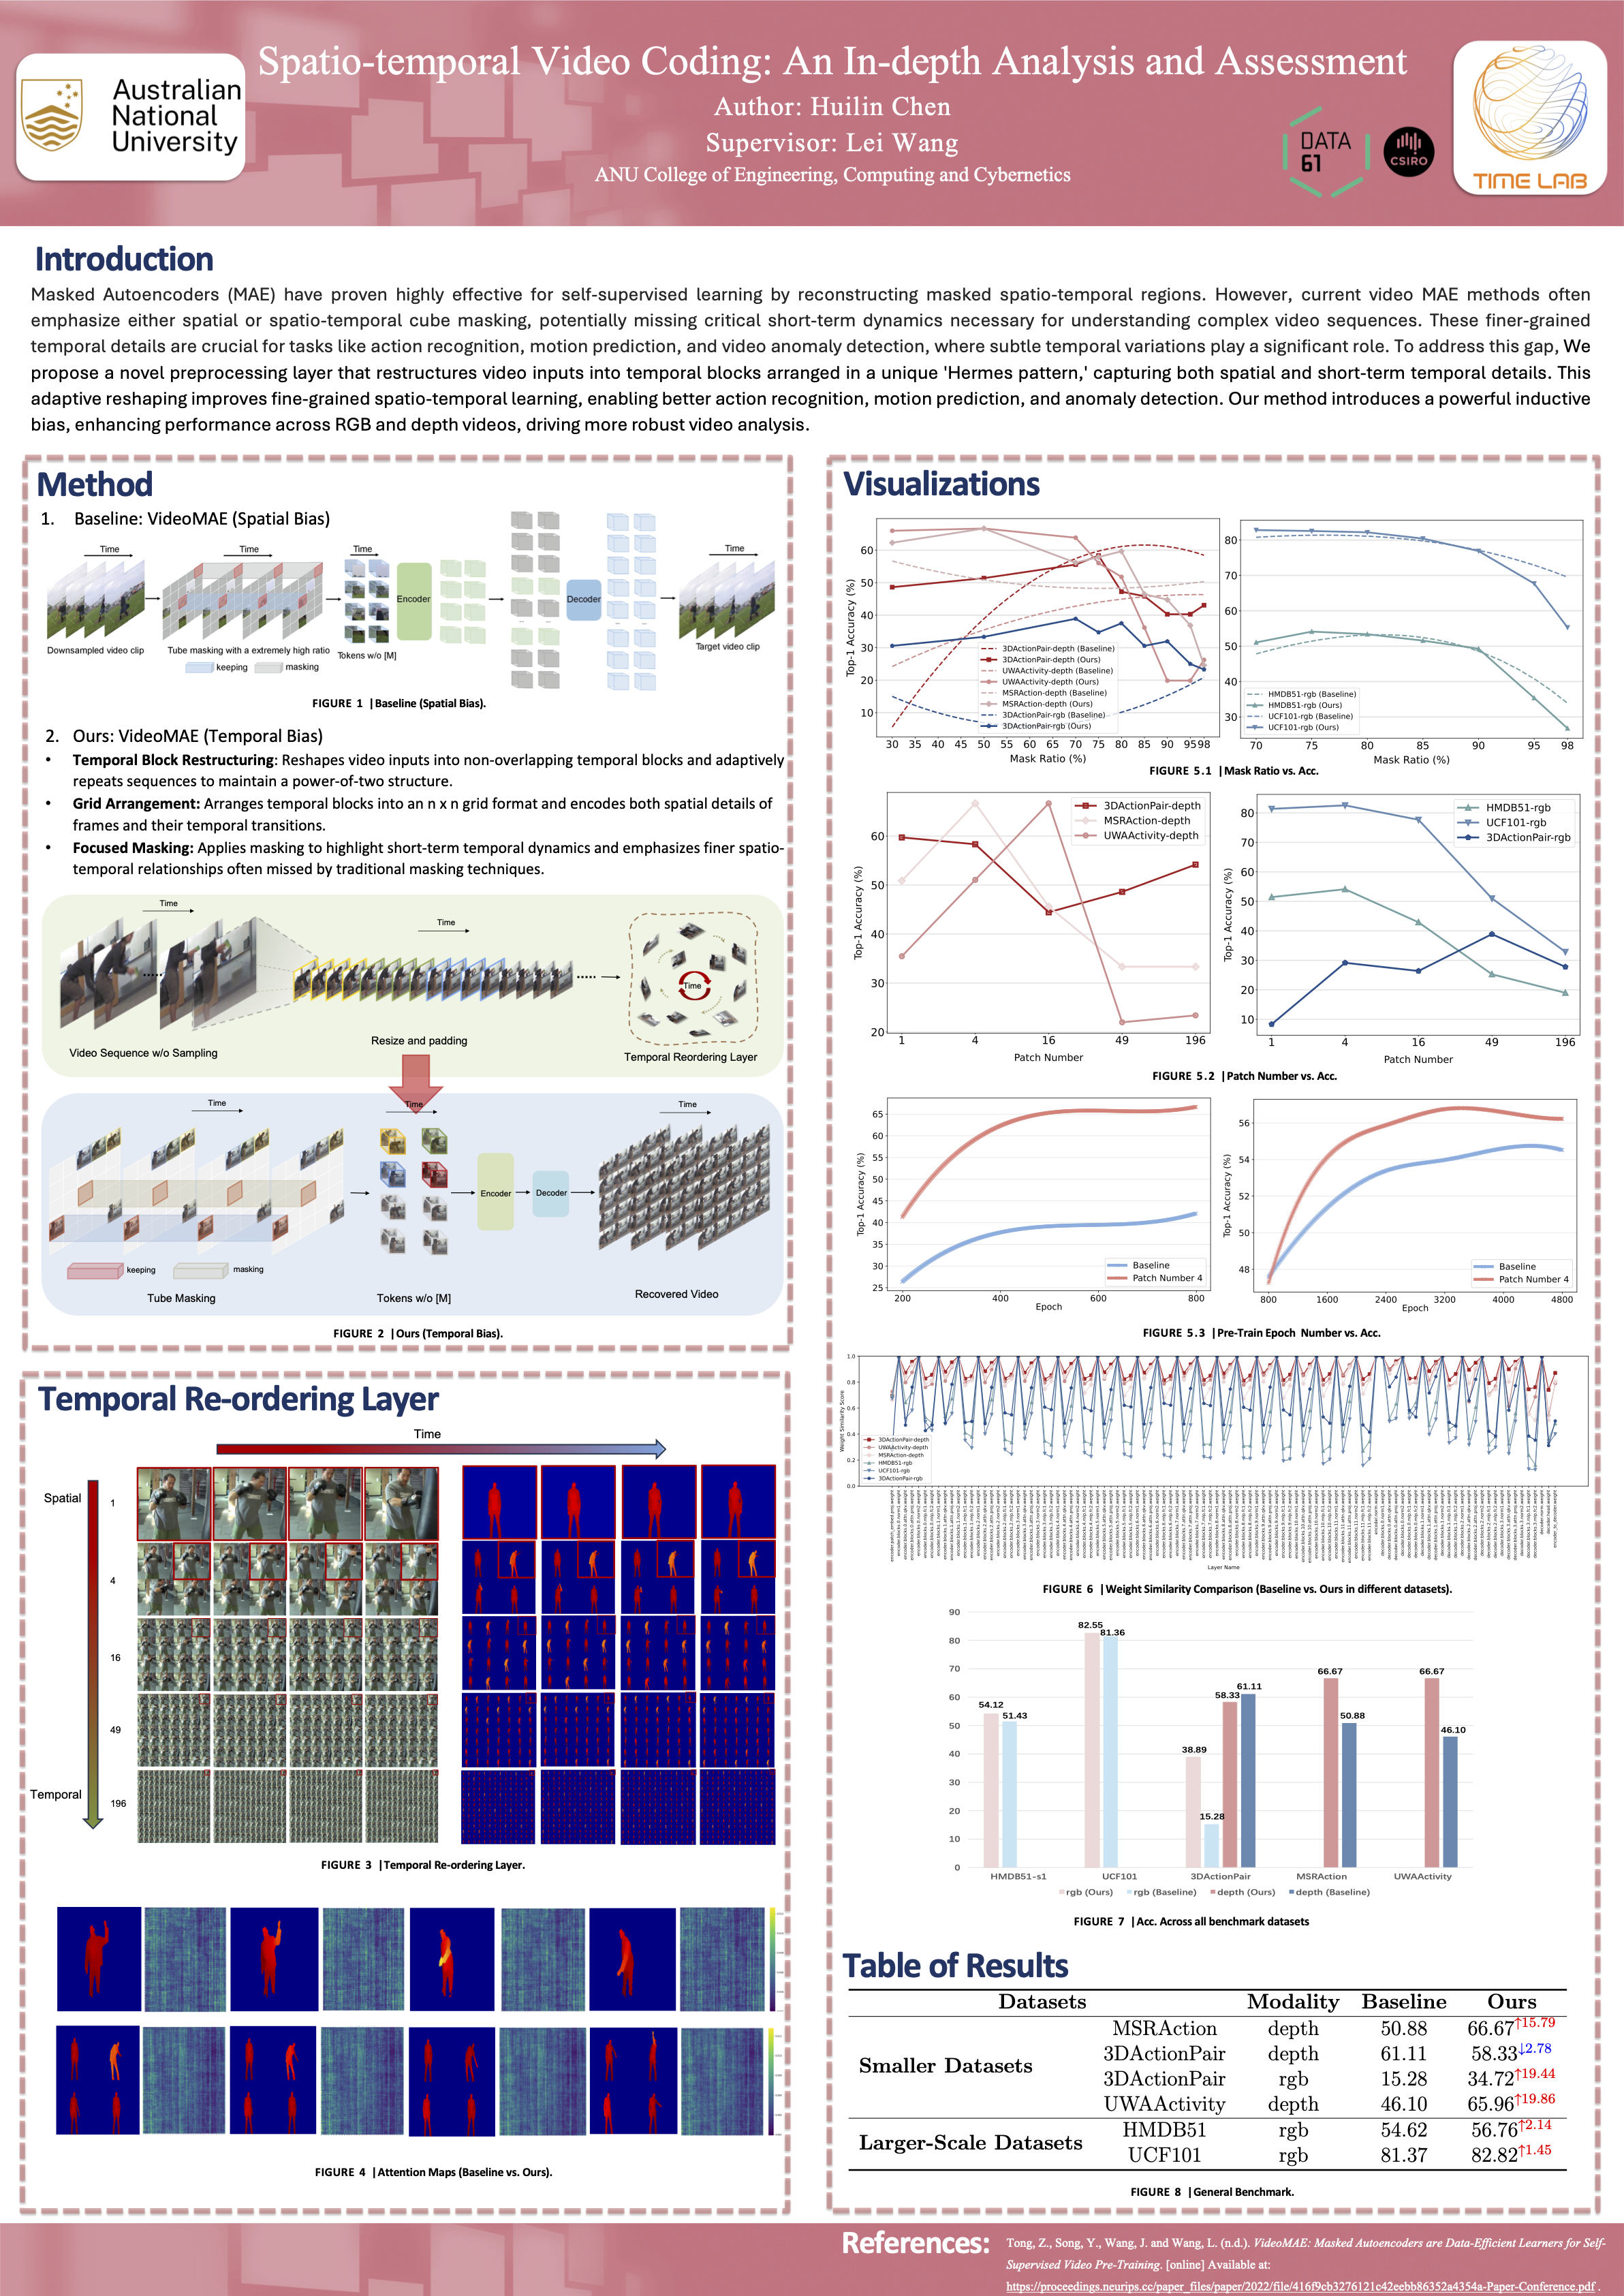 Australian
National
University
Spatio-temporal Video Coding: An In-depth Analysis and Assessment
Author: Huilin Chen
Supervisor: Lei Wang
ANU College of Engineering, Computing and Cybernetics
DATA
61
CSIRO
TIME LAB
Introduction
Masked Autoencoders (MAE) have proven highly effective for self-supervised learning by reconstructing masked spatio-temporal regions. However, current video MAE methods often
emphasize either spatial or spatio-temporal cube masking, potentially missing critical short-term dynamics necessary for understanding complex video sequences. These finer-grained
temporal details are crucial for tasks like action recognition, motion prediction, and video anomaly detection, where subtle temporal variations play a significant role. To address this gap, We
propose a novel preprocessing layer that restructures video inputs into temporal blocks arranged in a unique 'Hermes pattern,' capturing both spatial and short-term temporal details. This
adaptive reshaping improves fine-grained spatio-temporal learning, enabling better action recognition, motion prediction, and anomaly detection. Our method introduces a powerful inductive
bias, enhancing performance across RGB and depth videos, driving more robust video analysis.
Method
1. Baseline: VideoMAE (Spatial Bias)
Time Time Time Time
Encoder Decoder
Downsampled video clip Tube masking with a extremely high ratio Tokens w/o [M] Target video clip
keeping masking
FIGURE 1 |Baseline (Spatial Bias).
2. Ours: VideoMAE (Temporal Bias)
• Temporal Block Restructuring: Reshapes video inputs into non-overlapping temporal blocks and adaptively
repeats sequences to maintain a power-of-two structure.
• Grid Arrangement: Arranges temporal blocks into an n x n grid format and encodes both spatial details of
frames and their temporal transitions.
• Focused Masking: Applies masking to highlight short-term temporal dynamics and emphasizes finer spatio-
temporal relationships often missed by traditional masking techniques.
Time
Time
Time
Video Sequence w/o Sampling Resize and padding Temporal Reordering Layer
Time Time Time
Encoder Decoder
keeping masking
Tube Masking Tokens w/o [M] Recovered Video
FIGURE 2 |Ours (Temporal Bias).
Temporal Re-ordering Layer
Time
Spatial
1
4
16
49
Temporal
196
FIGURE 3 |Temporal Re-ordering Layer.
FIGURE 4 |Attention Maps (Baseline vs. Ours).
Visualizations
Top-1 Accuracy (%)
60
50
40
30
20
10
3DActionPair-depth (Baseline)
3DActionPair-depth (Ours)
UWAActivity-depth (Baseline)
UWAActivity-depth (Ours)
MSRAction-depth (Baseline)
MSRAction-depth (Ours)
3DActionPair-rgb (Baseline)
3DActionPair-rgb (Ours)
30 35 40 45 50 55 60 65 70 75 80 85 90 95 98
Mask Ratio (%)
Top-1 Accuracy (%)
80
70
60
50
40
30
HMDB51-rgb (Baseline)
HMDB51-rgb (Ours)
UCF101-rgb (Baseline)
UCF101-rgb (Ours)
70 75 80 85 90 95 98
Mask Ratio (%)
FIGURE 5.1 |Mask Ratio vs. Acc.
Top-1 Accuracy (%)
60
50
40
30
20
3DActionPair-depth
MSRAction-depth
UWAActivity-depth
1 4 16 49 196
Patch Number
Top-1 Accuracy (%)
80
70
60
50
40
30
20
10
HMDB51-rgb
UCF101-rgb
3DActionPair-rgb
1 4 16 49 196
Patch Number
FIGURE 5.2 |Patch Number vs. Acc.
Top-1 Accuracy (%)
65
60
55
50
45
40
35
30
25
Baseline
Patch Number 4
200 400 600 800
Epoch
Top-1 Accuracy (%)
56
54
52
50
48
Baseline
Patch Number 4
800 1600 2400 3200 4000 4800
Epoch
FIGURE 5.3 |Pre-Train Epoch Number vs. Acc.
Weight Similarity Score
1.0
0.8
0.6
0.4
0.2
0.0
3DActionPair-depth
UWAActivity-depth
MSRAction-depth
HMDB51-rgb
UCF101-rgb
3DActionPair-rgb
Layer Name
FIGURE 6 |Weight Similarity Comparison (Baseline vs. Ours in different datasets).
90
80
70
60
50
40
30
20
10
0
54.12 51.43
82.55 81.36
38.89 15.28 58.33 61.11
66.67 50.88
66.67 46.10
HMDB51-s1 UCF101 3DActionPair MSRAction UWAActivity
rgb (Ours) rgb (Baseline) depth (Ours) depth (Baseline)
FIGURE 7 |Acc. Across all benchmark datasets
Table of Results
Datasets Modality Baseline Ours
Smaller Datasets
MSRAction depth 50.88 66.67↑15.79
3DActionPair depth 61.11 58.33↓2.78
3DActionPair rgb 15.28 34.72↑19.44
UWAActivity depth 46.10 65.96↑19.86
Larger-Scale Datasets
HMDB51 rgb 54.62 56.76↑2.14
UCF101 rgb 81.37 82.82↑1.45
FIGURE 8 |General Benchmark.
References:
Tong, Z., Song, Y., Wang, J. and Wang, L. (n.d.). VideoMAE: Masked Autoencoders are Data-Efficient Learners for Self-
Supervised Video Pre-Training. [online] Available at:
https://proceedings.neurips.cc/paper_files/paper/2022/file/416f9cb3276121c42eebb86352a4354a-Paper-Conference.pdf .